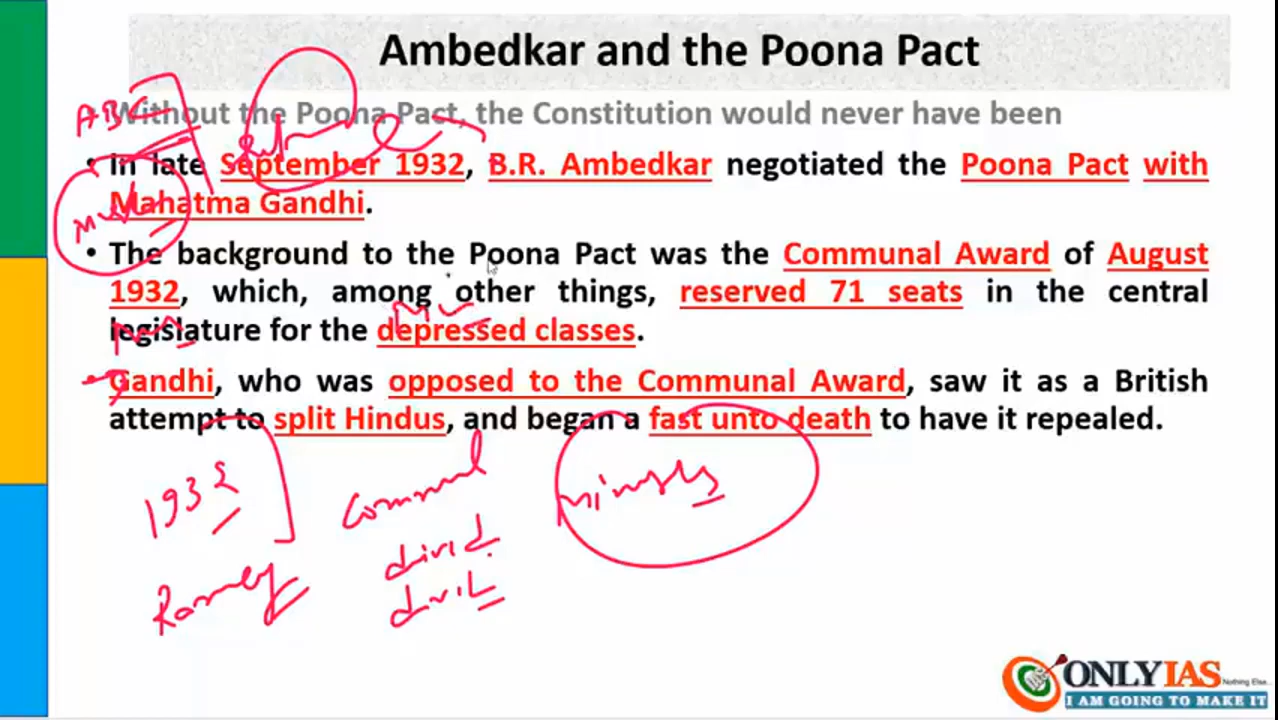 Ambedkar and the Poona Pact
Without the Poona Pact, the Constitution would never have been
• In late September 1932, B.R. Ambedkar negotiated the Poona Pact with
Mahatma Gandhi.
• The background to the Poona Pact was the Communal Award of August
1932, which, among other things, reserved 71 seats in the central
legislature for the depressed classes.
• Gandhi, who was opposed to the Communal Award, saw it as a British
attempt to split Hindus, and began a fast unto death to have it repealed.
ABC
1932
ONLYIAS
Nothing Else...
I AM GOING TO MAKE IT